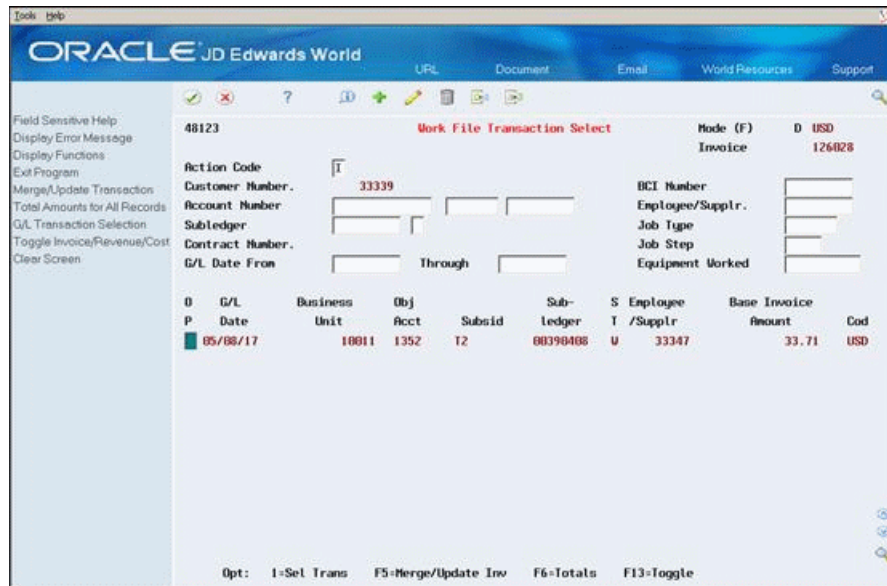 Tools Help
ORACLE JD Edwards World
URL Document Email World Resources Support
Field Sensitive Help
Display Error Message
Display Functions
Exit Program
Merge/Update Transaction
Total Amounts for All Records
G/L Transaction Selection
Toggle Invoice/Revenue/Cost
Clear Screen
48123 Work File Transaction Select Mode (F) D USD
Invoice 126028
Action Code I
Customer Number. 33339 BCI Number
Account Number Employee/Supplr.
Subledger Job Type
Contract Number. Job Step
G/L Date From Through Equipment Worked
O G/L Business Obj Sub- S Employee Base Invoice
P Date Unit Acct Subsid ledger T /Supplr Amount Cod
05/08/17 10011 1352 T2 00390408 W 33347 33.71 USD
Opt: 1=Sel Trans F5=Merge/Update Inv F6=Totals F13=Toggle